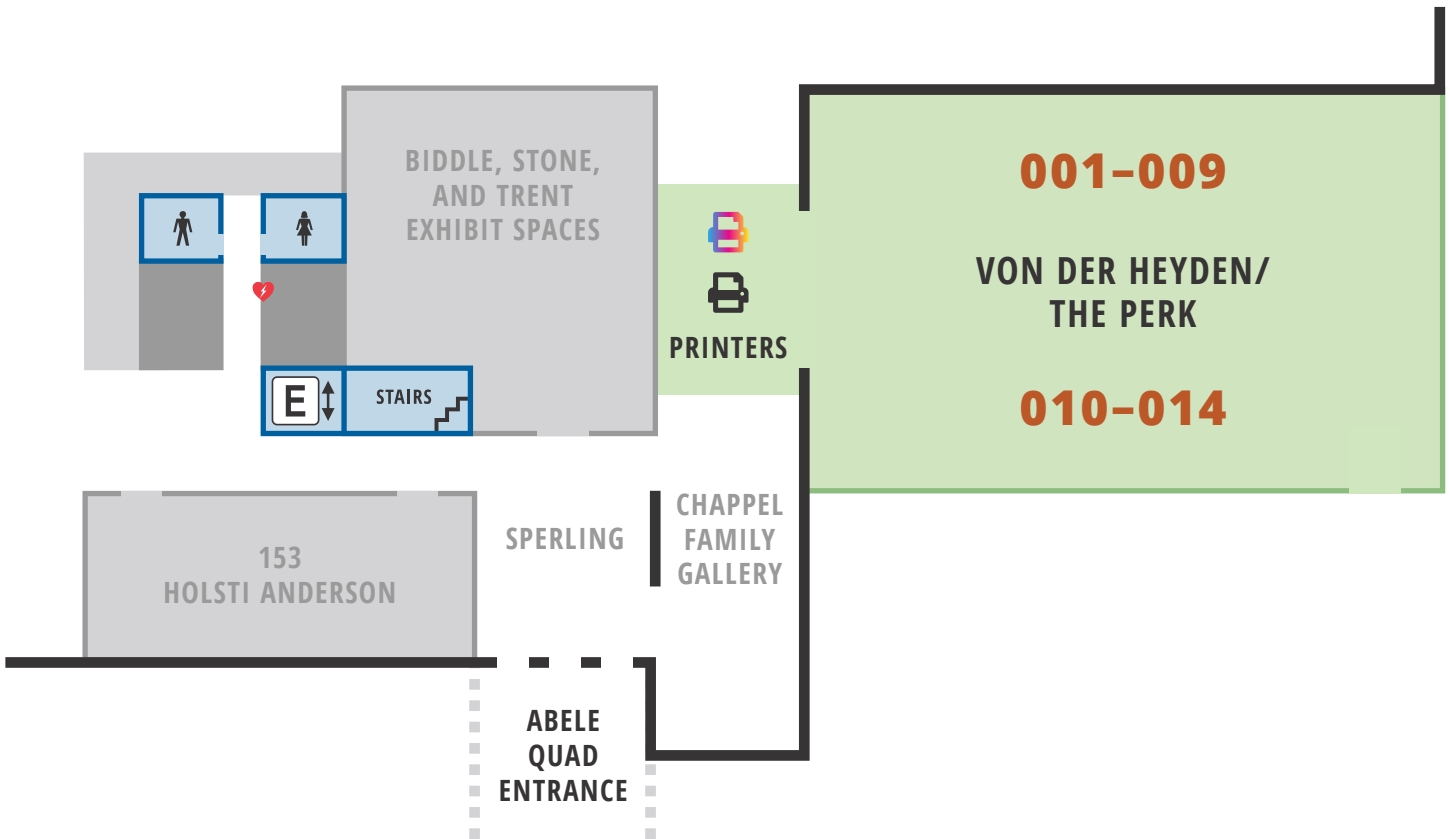 BIDDLE, STONE,
AND TRENT
EXHIBIT SPACES
001–009
VON DER HEYDEN/
THE PERK
PRINTERS
E
STAIRS
010–014
153
HOLSTI ANDERSON
SPERLING
CHAPPEL
FAMILY
GALLERY
ABELE
QUAD
ENTRANCE